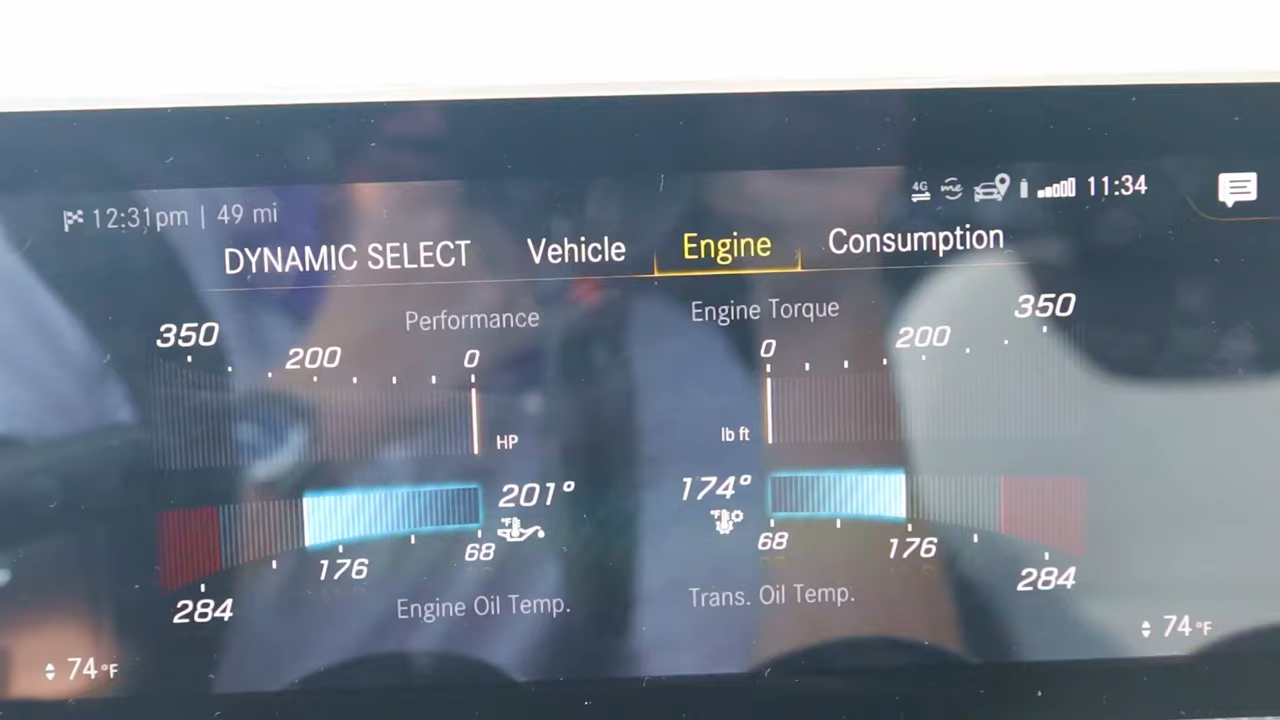 12:31pm | 49 mi
4G me 11:34
DYNAMIC SELECT Vehicle Engine Consumption
Performance Engine Torque
350 200 0 0 200 350
HP lb ft
201° 174°
°F °F
284 176 68 68 176 284
Engine Oil Temp. Trans. Oil Temp.
74°F 74°F